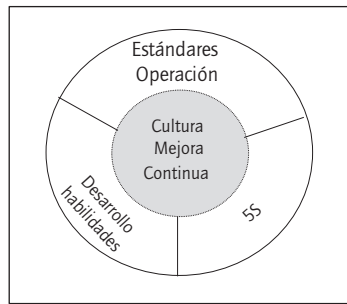 Estándares
Operación
Cultura
Mejora
Continua
Desarrollo
habilidades
5S